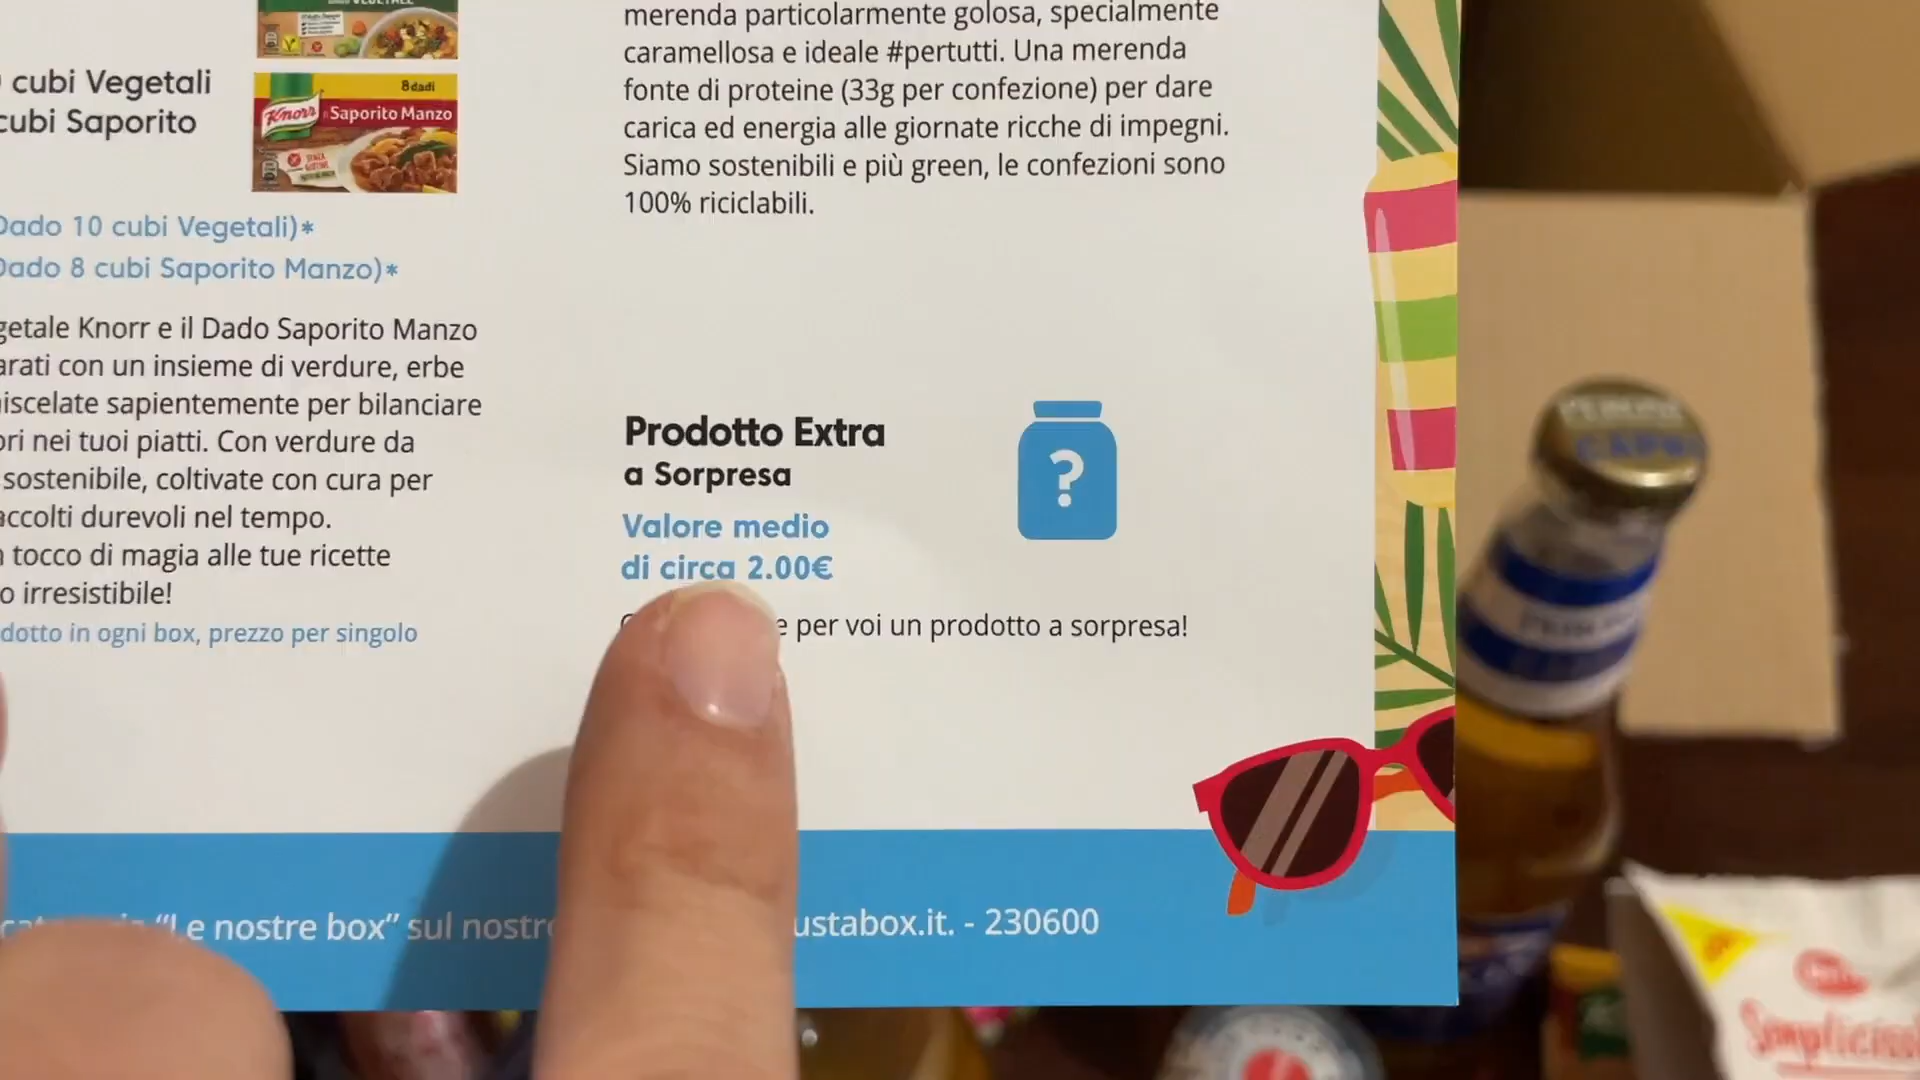 cubi Vegetali
cubi Saporito
8 dadi
Knorr
Saporito Manzo
SENZA
Dado 10 cubi Vegetali)*
Dado 8 cubi Saporito Manzo)*
getale Knorr e il Dado Saporito Manzo
arati con un insieme di verdure, erbe
iscelate sapientemente per bilanciare
ori nei tuoi piatti. Con verdure da
sostenibile, coltivate con cura per
accolti durevoli nel tempo.
tocco di magia alle tue ricette
o irresistibile!
dotto in ogni box, prezzo per singolo
merenda particolarmente golosa, specialmente
caramellosa e ideale #pertutti. Una merenda
fonte di proteine (33g per confezione) per dare
carica ed energia alle giornate ricche di impegni.
Siamo sostenibili e più green, le confezioni sono
100% riciclabili.
Prodotto Extra
a Sorpresa
?
Valore medio
di circa 2.00€
e per voi un prodotto a sorpresa!
"Le nostre box" sul nostro ustabox.it. - 230600
PERONI
CAPRI
Simplicissi